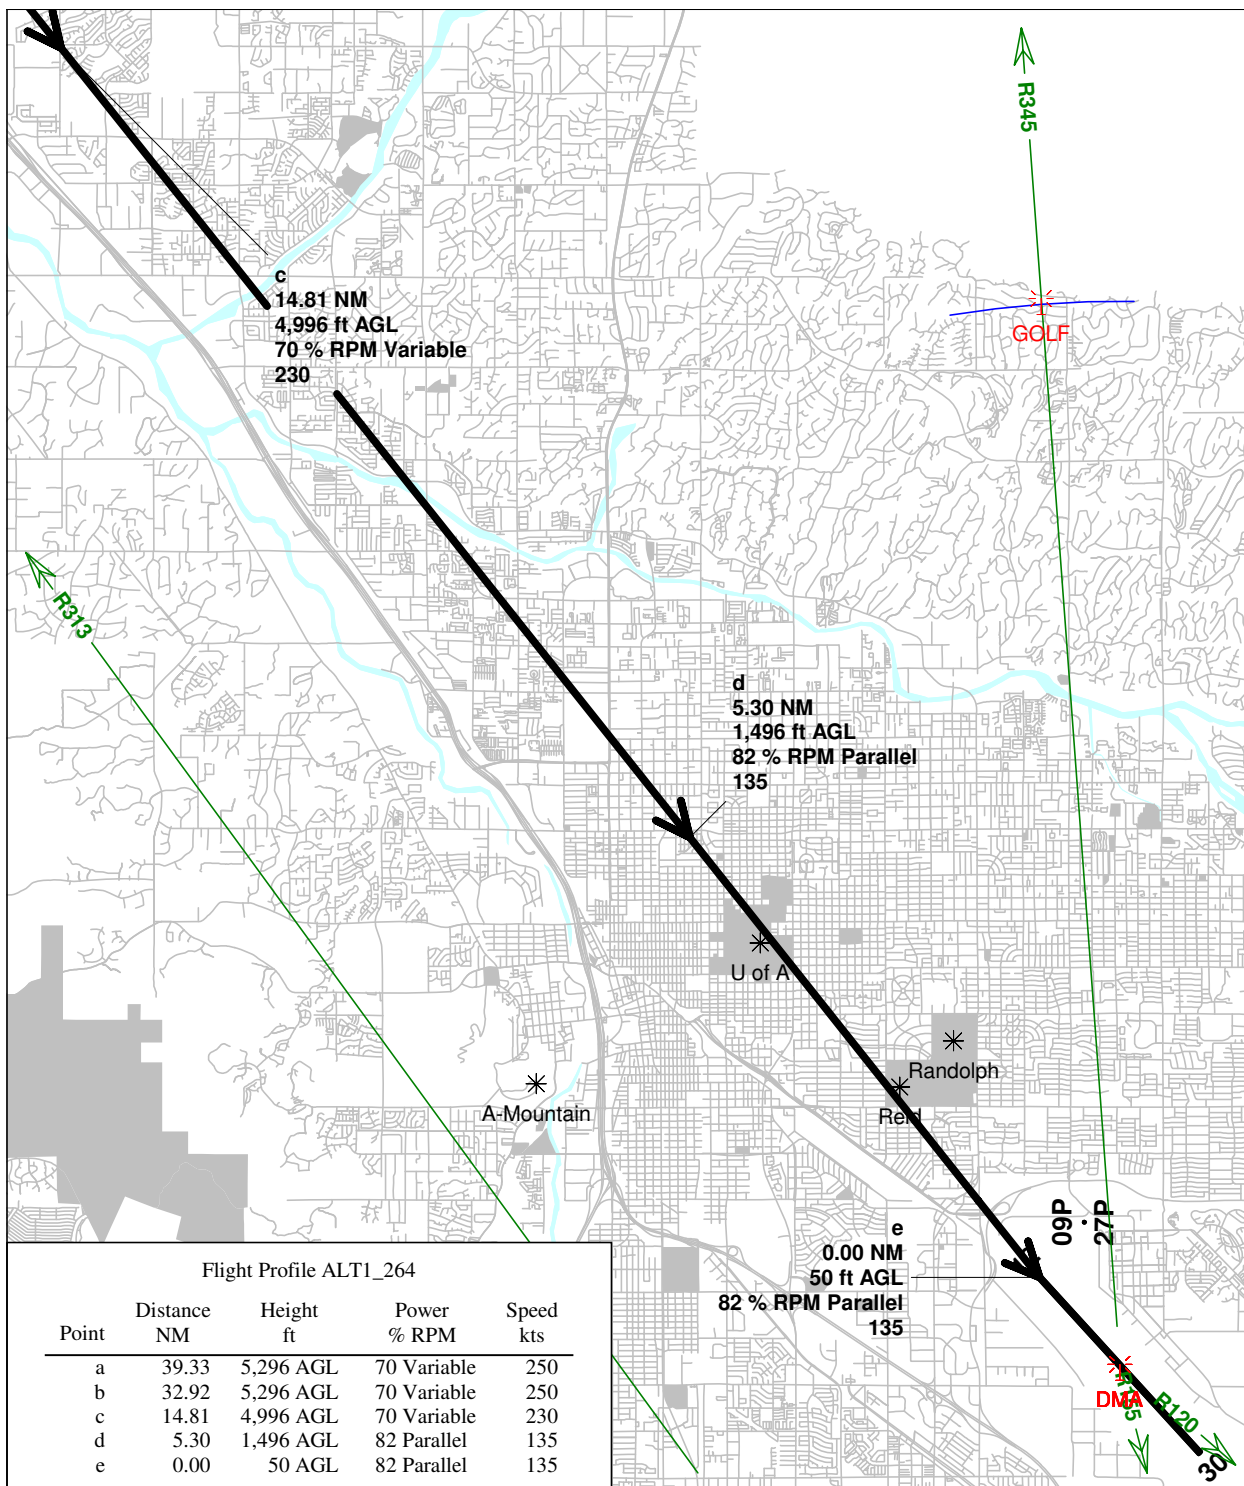 R345
c
14.81 NM
4,996 ft AGL
70 % RPM Variable
230
GOLF
R313
d
5.30 NM
1,496 ft AGL
82 % RPM Parallel
135
U of A
Randolph
Reid
A-Mountain
09P
27P
e
0.00 NM
50 ft AGL
82 % RPM Parallel
135
DMA
R120
30
Flight Profile ALT1_264
Point Distance NM Height ft Power % RPM Speed kts
a 39.33 5,296 AGL 70 Variable 250
b 32.92 5,296 AGL 70 Variable 250
c 14.81 4,996 AGL 70 Variable 230
d 5.30 1,496 AGL 82 Parallel 135
e 0.00 50 AGL 82 Parallel 135